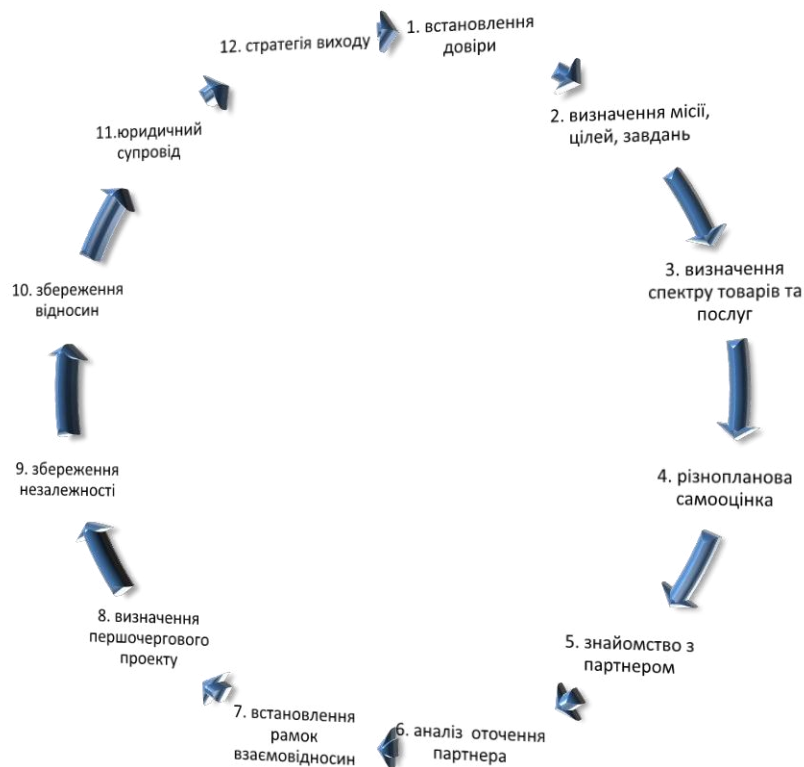 1. встановлення
довіри
2. визначення місії,
цілей, завдань
3. визначення
спектру товарів та
послуг
4. різнопланова
самооцінка
5. знайомство з
партнером
6. аналіз оточення
партнера
7. встановлення
рамок
взаємовідносин
8. визначення
першочергового
проекту
9. збереження
незалежності
10. збереження
відносин
11.юридичний
супровід
12. стратегія виходу